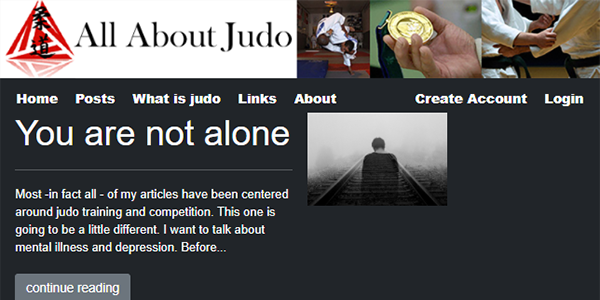 柔道
All About Judo
Home Posts What is judo Links About Create Account Login
You are not alone
Most -in fact all - of my articles have been centered
around judo training and competition. This one is
going to be a little different. I want to talk about
mental illness and depression. Before...
continue reading